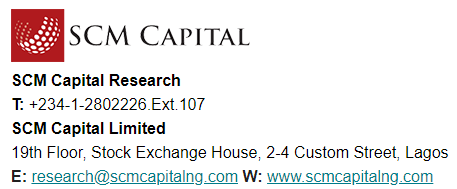 SCM CAPITAL
SCM Capital Research
T: +234-1-2802226.Ext.107
SCM Capital Limited
19th Floor, Stock Exchange House, 2-4 Custom Street, Lagos
E: research@scmcapitalng.com W: www.scmcapitalng.com